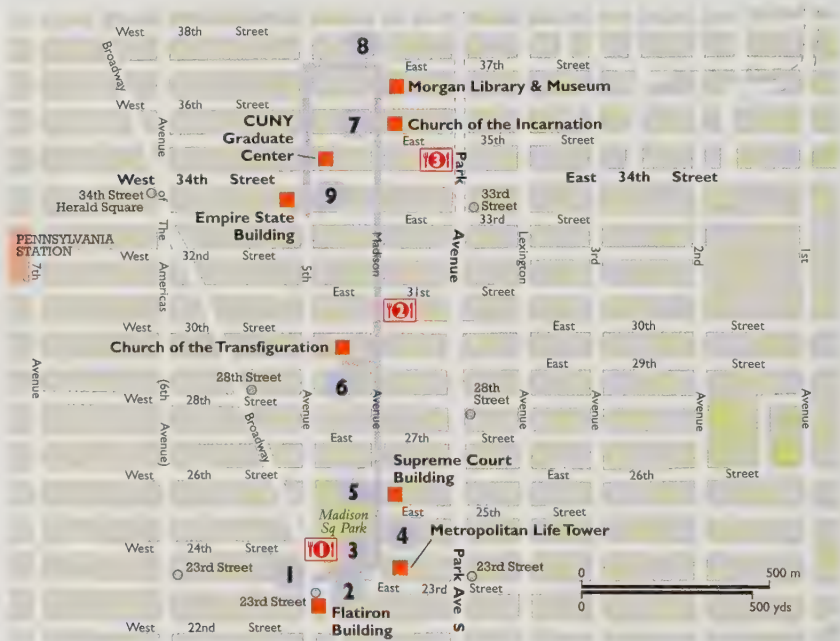 West 38th Street
8
Broadway
East 37th Street
Morgan Library & Museum
West 36th Street
CUNY
Graduate
Center
7
Church of the Incarnation
Avenue
East 35th Street
3
Park
West 34th Street
East 34th Street
34th Street
Herald Square
of
The
Americas
9
33rd
Street
Empire State
Building
East 33rd Street
PENNSYLVANIA
STATION
7th
West 32nd Street
5th
Madison
Avenue
Lexington
3rd
2nd
1st
East 31st Street
2
West 30th Street
East 30th Street
Church of the Transfiguration
East 29th Street
Avenue
(6th
Avenue)
28th Street
West 28th Street
Broadway
6
Avenue
Avenue
28th
Street
Avenue
Avenue
Avenue
East 27th Street
Supreme Court
Building
West 26th Street
East 26th Street
5
Madison
Sq Park
East 25th Street
4
Metropolitan Life Tower
West 24th Street
1
3
23rd Street
1
2
East 23rd Street
Park Ave S
23rd Street
23rd Street
Flatiron
Building
West 22nd Street
0 500 m
0 500 yds